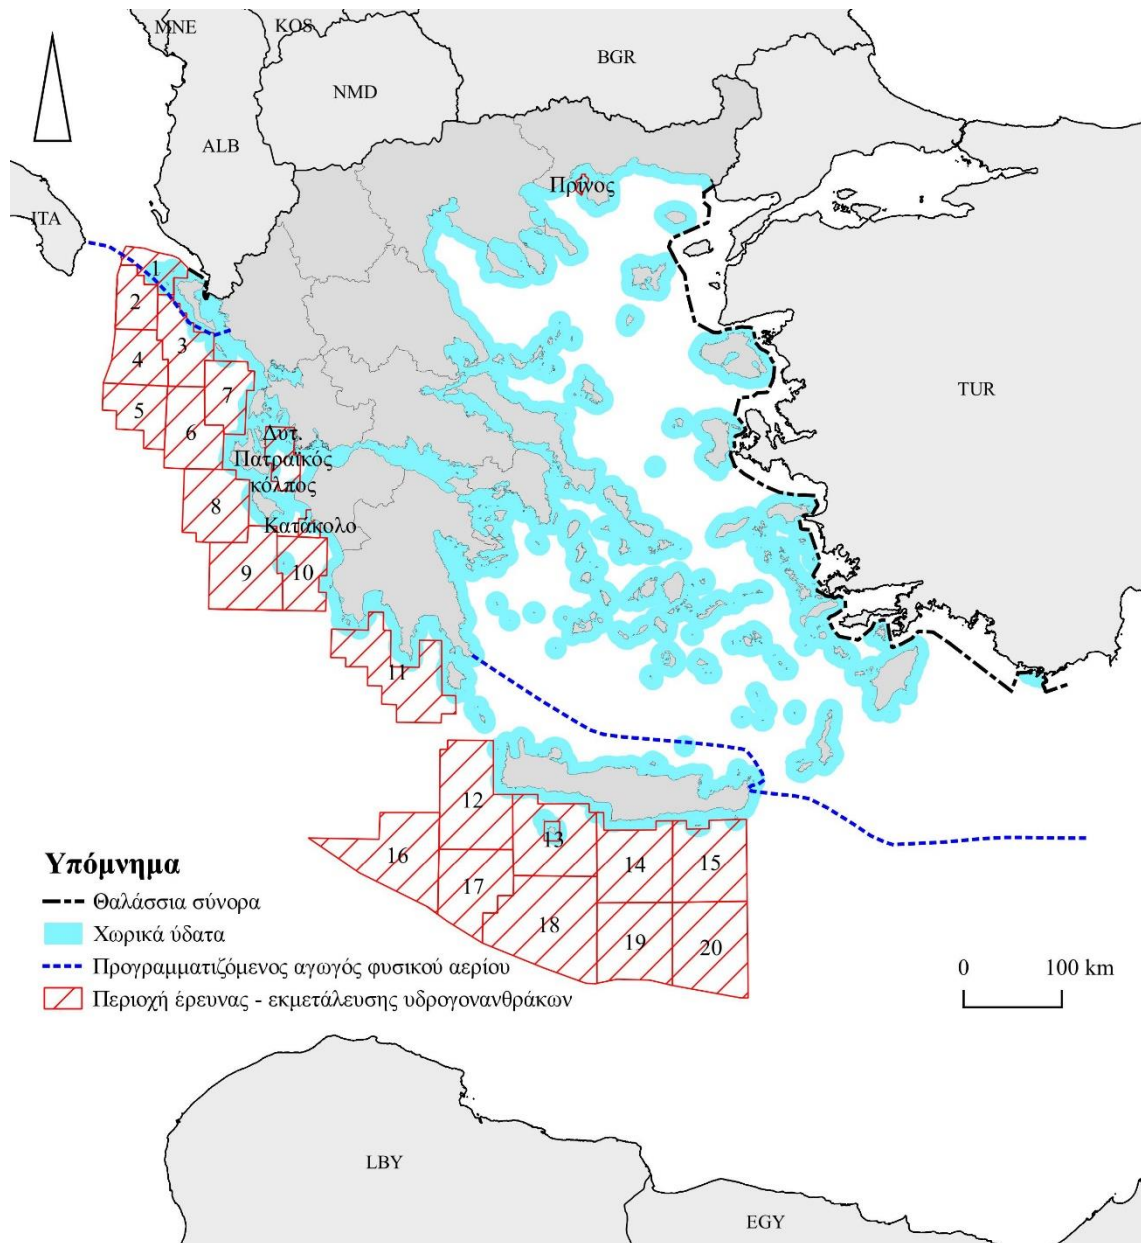 MNE
KOS
BGR
NMD
ALB
ITA
Πρίνος
TUR
1
2
3
4
5
6
7
Δυτ.
Πατραϊκός
κόλπος
8
Κατάκολο
9
10
11
12
13
14
15
16
17
18
19
20
Υπόμνημα
Θαλάσσια σύνορα
Χωρικά ύδατα
Προγραμματιζόμενος αγωγός φυσικού αερίου
Περιοχή έρευνας - εκμετάλευσης υδρογονανθράκων
0 100 km
LBY
EGY